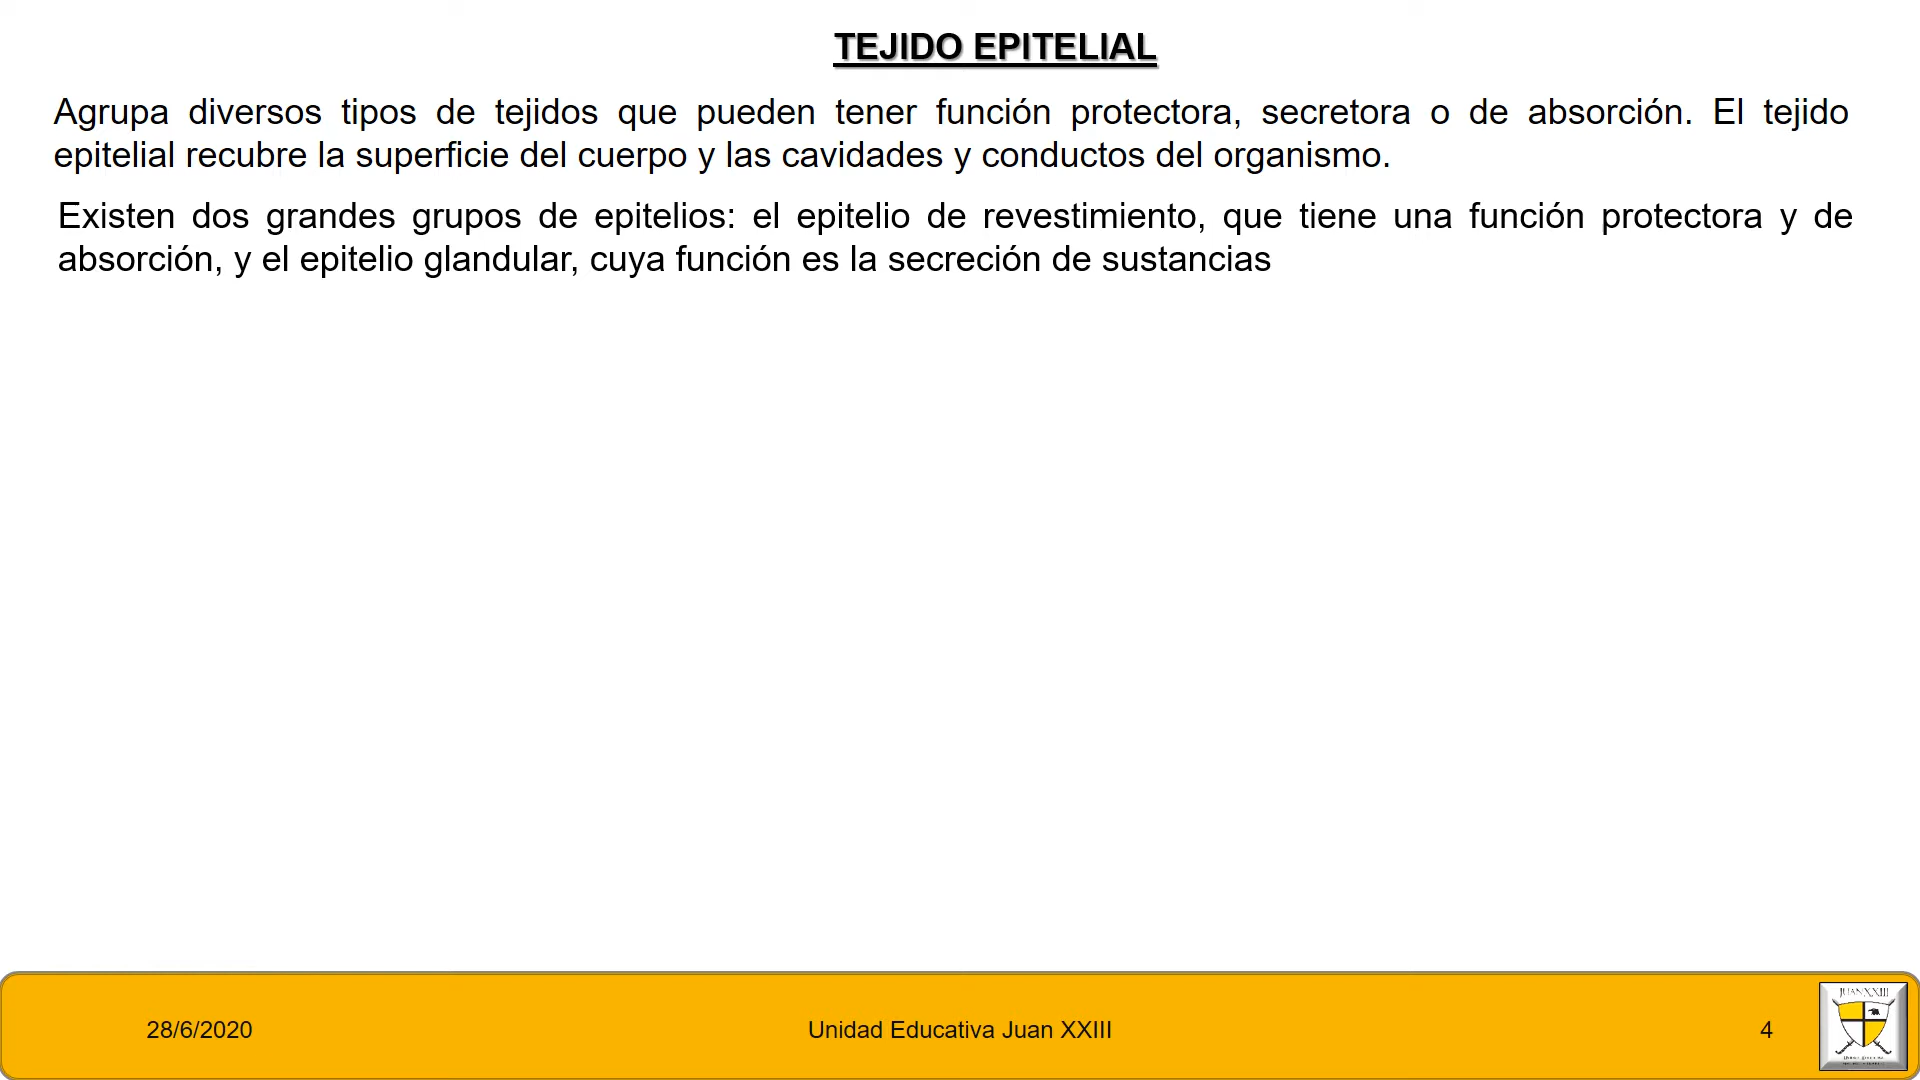 TEJIDO EPITELIAL
Agrupa diversos tipos de tejidos que pueden tener función protectora, secretora o de absorción. El tejido
epitelial recubre la superficie del cuerpo y las cavidades y conductos del organismo.
Existen dos grandes grupos de epitelios: el epitelio de revestimiento, que tiene una función protectora y de
absorción, y el epitelio glandular, cuya función es la secreción de sustancias
28/6/2020
Unidad Educativa Juan XXIII
4
JUAN XXIII